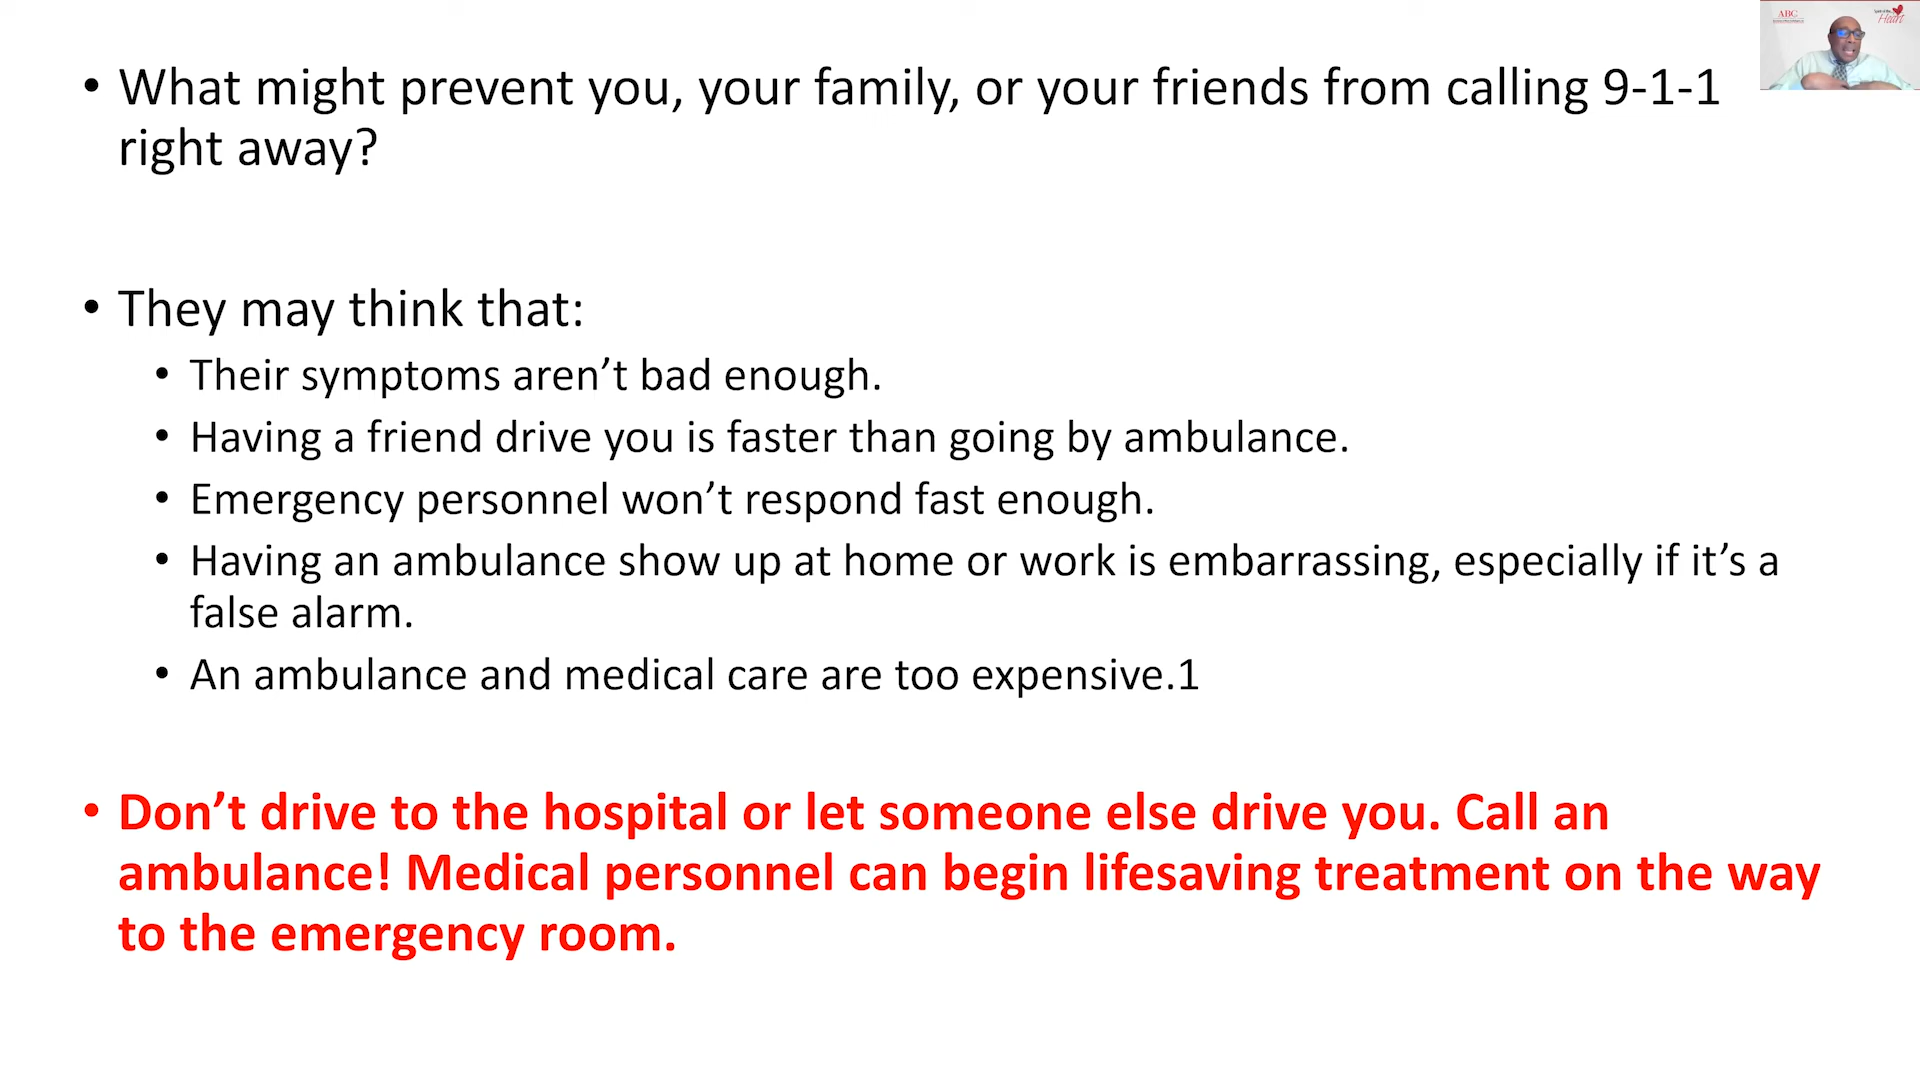 • What might prevent you, your family, or your friends from calling 9-1-1
right away?
• They may think that:
• Their symptoms aren’t bad enough.
• Having a friend drive you is faster than going by ambulance.
• Emergency personnel won’t respond fast enough.
• Having an ambulance show up at home or work is embarrassing, especially if it’s a
false alarm.
• An ambulance and medical care are too expensive.1
• Don’t drive to the hospital or let someone else drive you. Call an
ambulance! Medical personnel can begin lifesaving treatment on the way
to the emergency room.
ABC
Heart